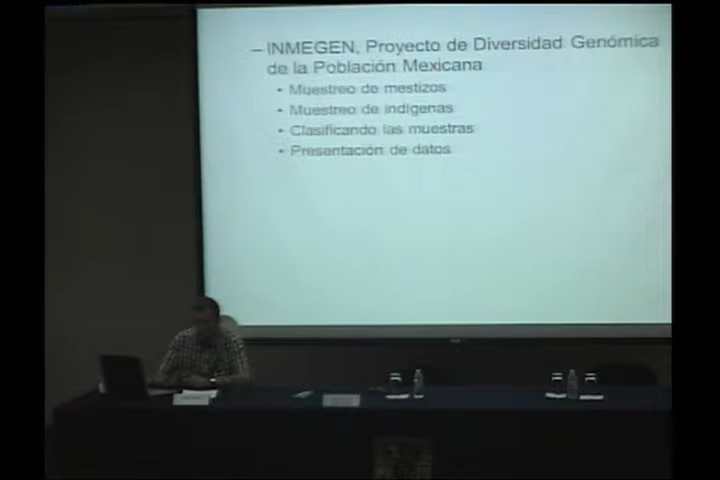 – INMEGEN, Proyecto de Diversidad Genómica
de la Población Mexicana
• Muestreo de mestizos
• Muestreo de indígenas
• Clasificando las muestras
• Presentación de datos